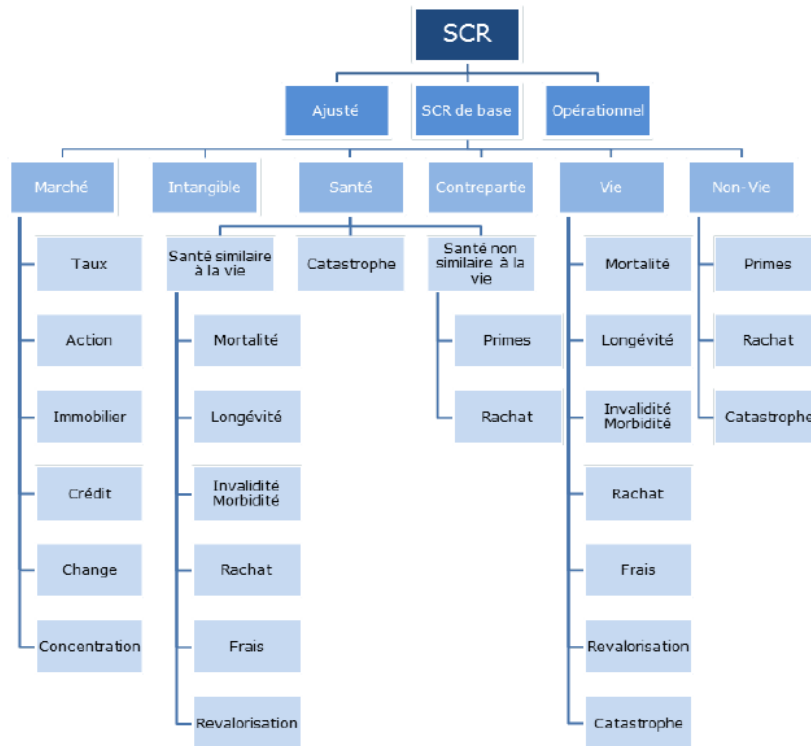 SCR
Ajusté
SCR de base
Opérationnel
Marché
Intangible
Santé
Contrepartie
Vie
Non-Vie
Taux
Action
Immobilier
Crédit
Change
Concentration
Santé similaire
à la vie
Mortalité
Longévité
Invalidité
Morbidité
Rachat
Frais
Revalorisation
Catastrophe
Santé non
similaire à la
vie
Primes
Rachat
Mortalité
Longévité
Invalidité
Morbidité
Rachat
Frais
Revalorisation
Catastrophe
Primes
Rachat
Catastrophe